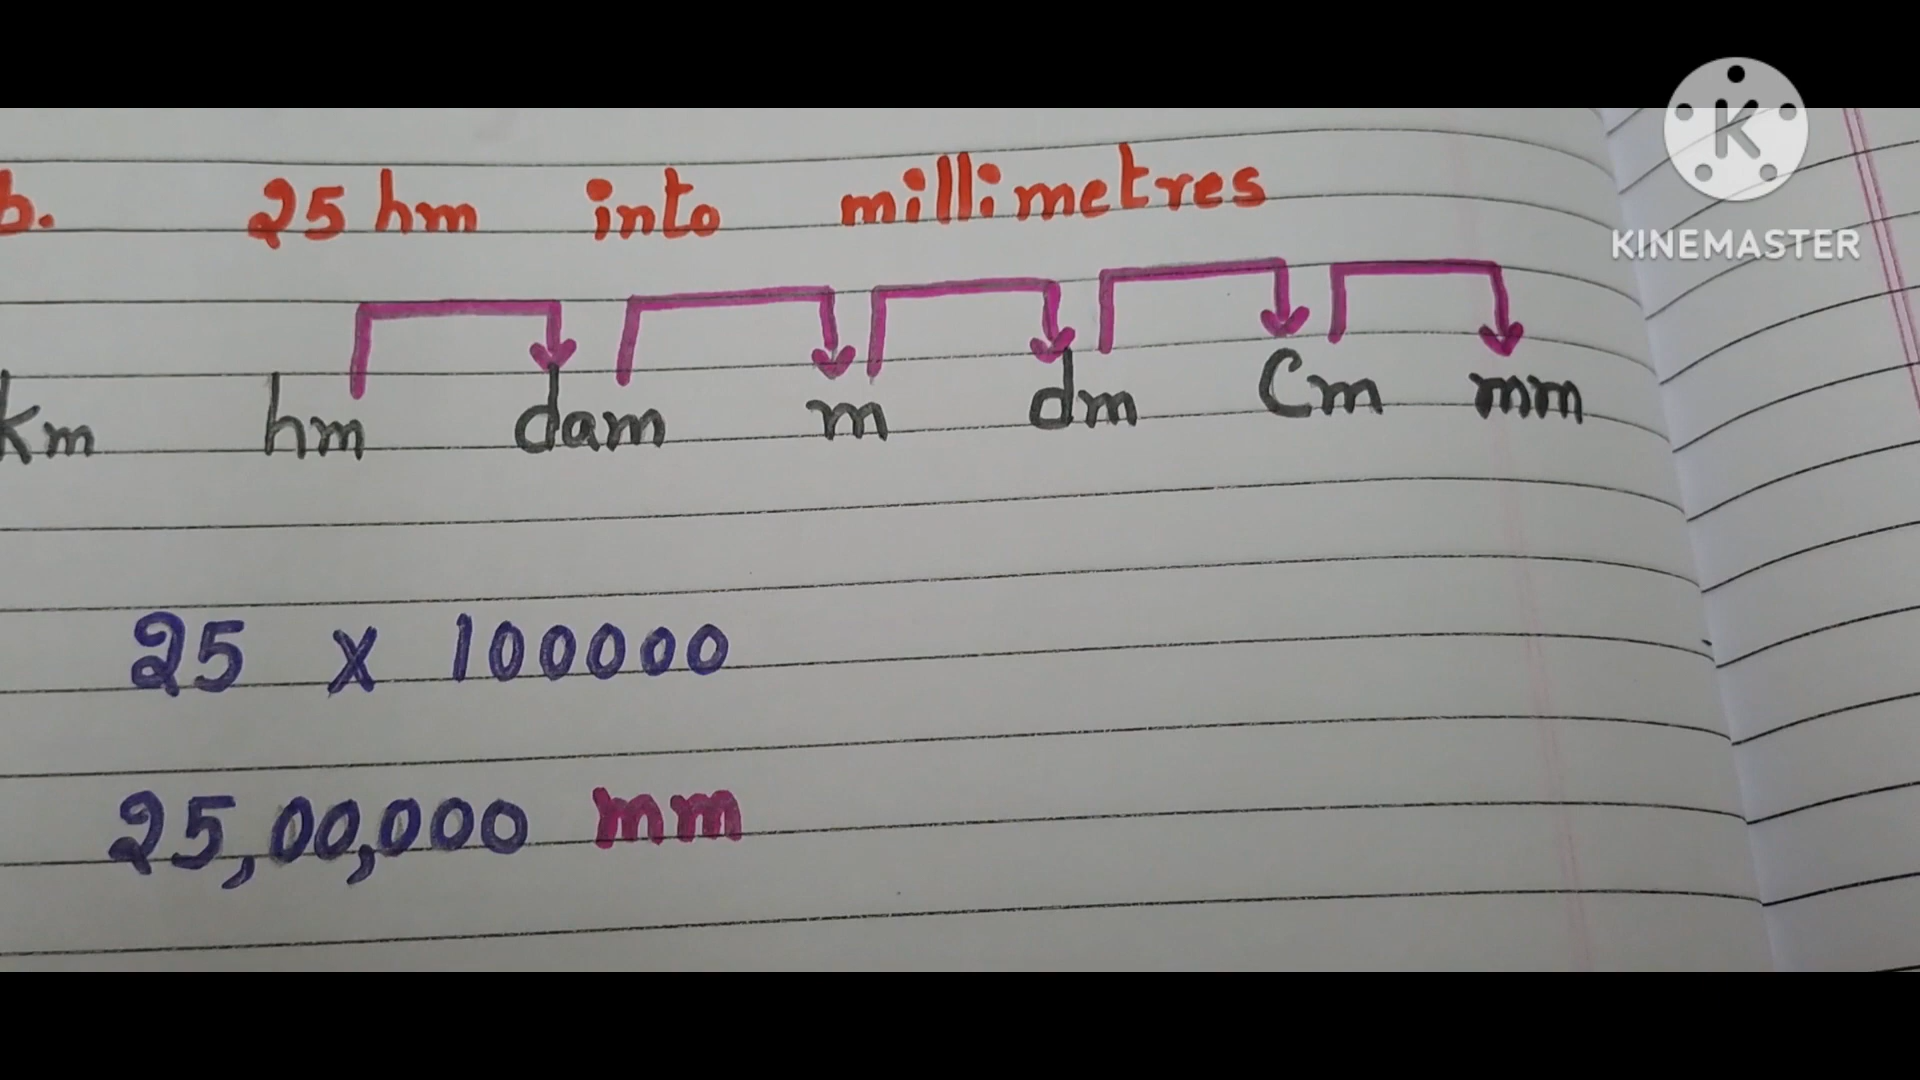 KINEMASTER
b. 25 hm into millimetres
km hm dam m dm Cm mm
25 x 100000
25,00,000 mm